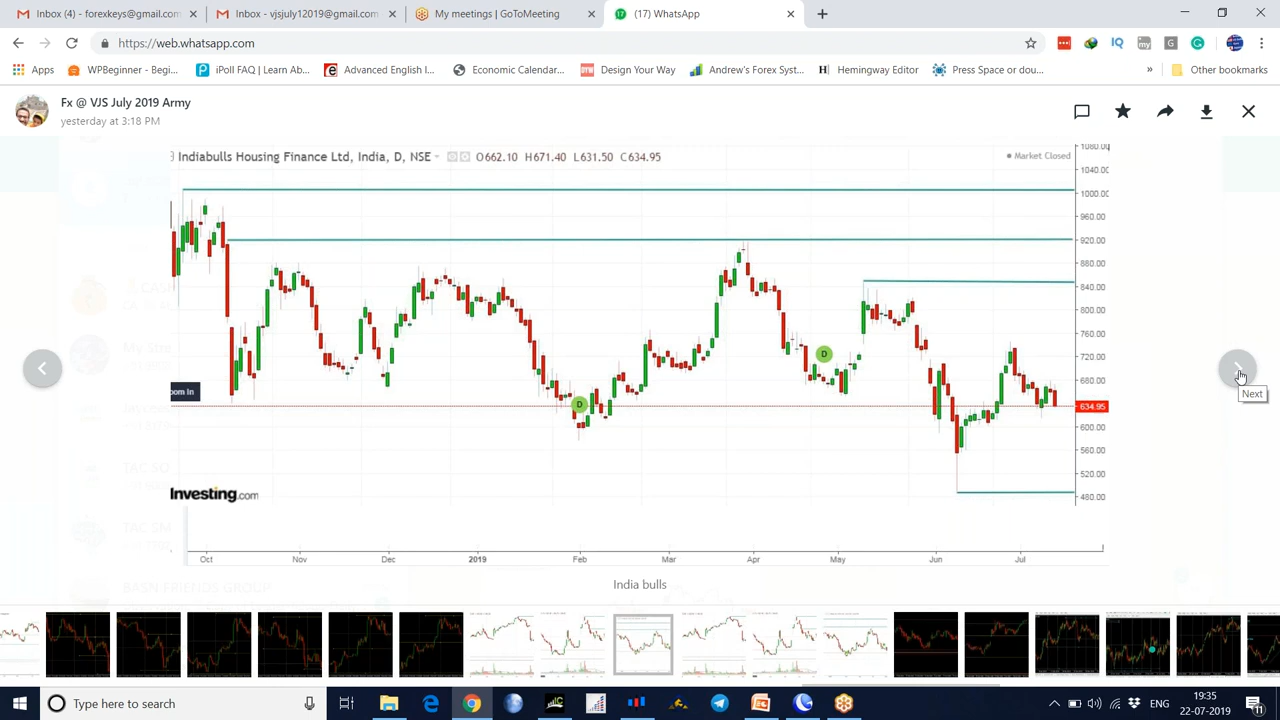 Inbox (4) - forexkeys@gmail.com
Inbox - vjsjuly12019@gmail.com
My meetings | GoToMeeting
(17) WhatsApp
https://web.whatsapp.com
Apps
WPBeginner - Begi...
iPoll FAQ | Learn Ab...
Advanced English I...
Economic Calendar...
Design Your Way
Andrew's Forex Syst...
Hemingway Editor
Press Space or dou...
» Other bookmarks
Fx @ VJS July 2019 Army
yesterday at 3:18 PM
Indiabulls Housing Finance Ltd, India, D, NSE O662.10 H671.40 L631.50 C634.95
Market Closed
1080.00
1040.00
1000.00
960.00
920.00
880.00
840.00
800.00
760.00
720.00
680.00
634.95
600.00
560.00
520.00
480.00
D
D
oom In
Next
Investing.com
Oct Nov Dec 2019 Feb Mar Apr May Jun Jul
BASN FRIENDS GROUP
India bulls
Type here to search
ENG
19:35
22-07-2019